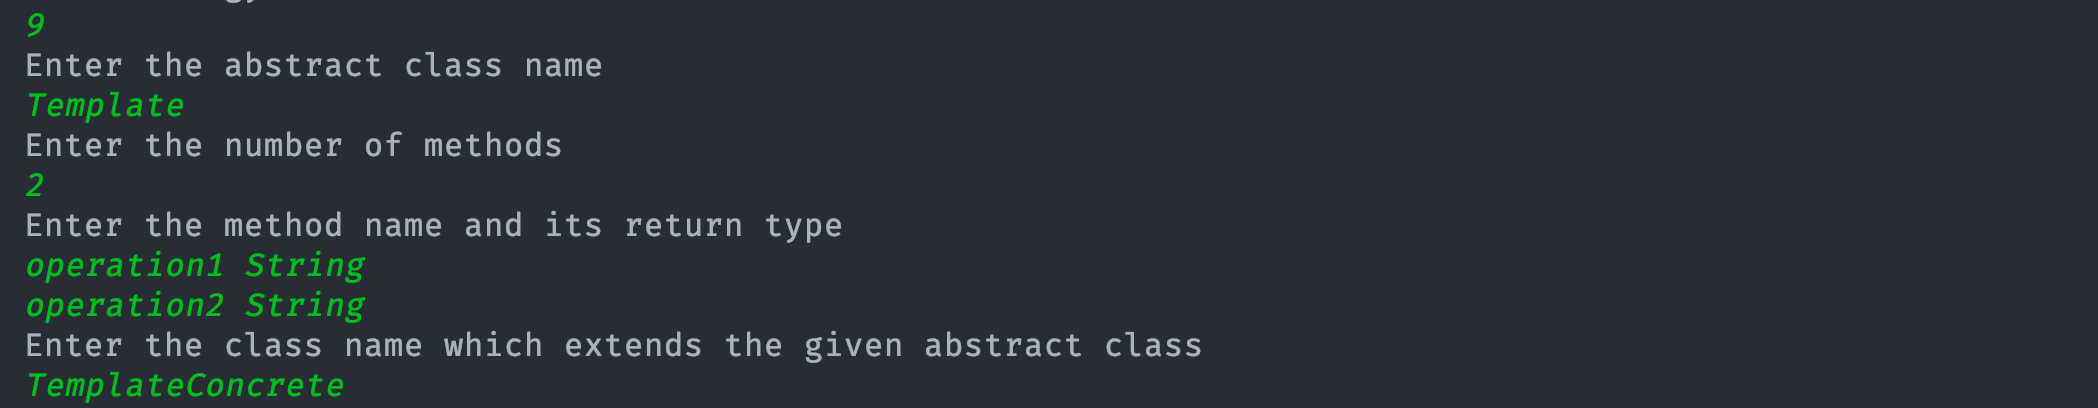 9
Enter the abstract class name
Template
Enter the number of methods
2
Enter the method name and its return type
operation1 String
operation2 String
Enter the class name which extends the given abstract class
TemplateConcrete